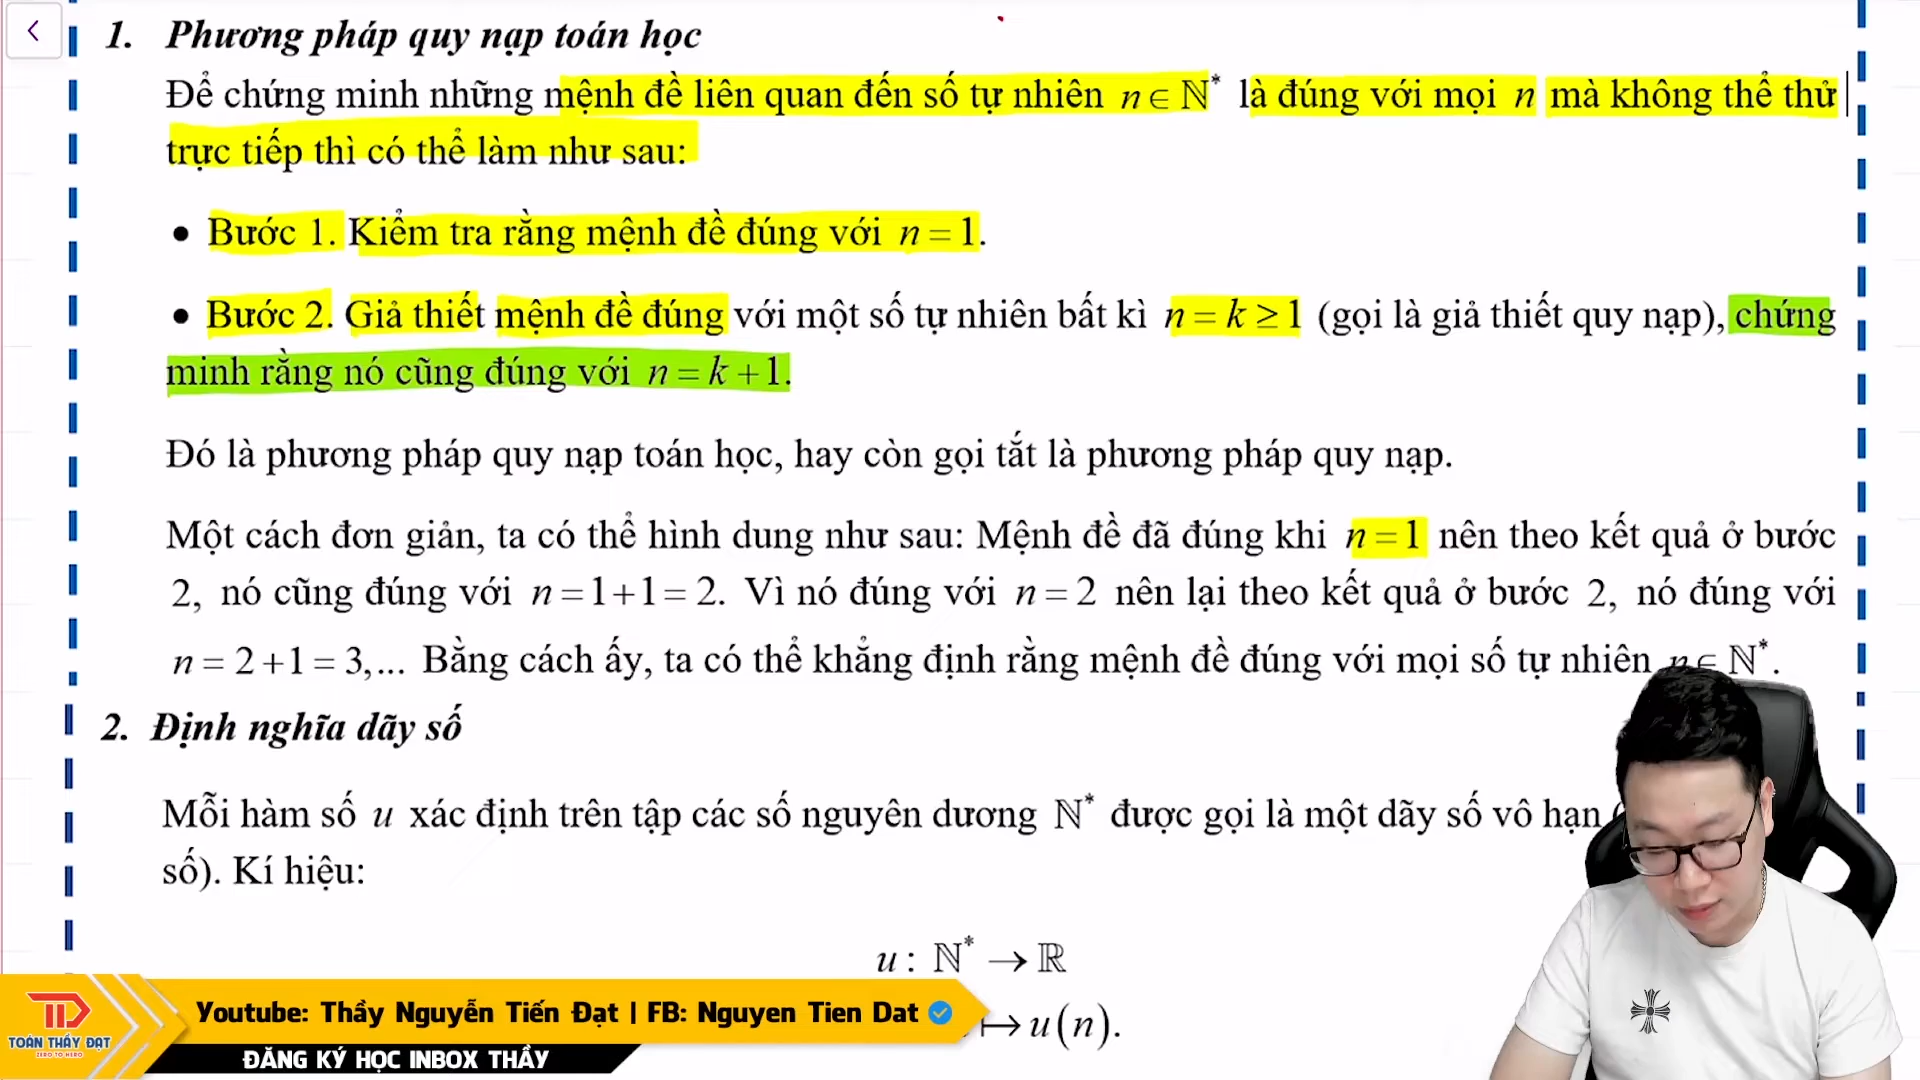 1. Phương pháp quy nạp toán học
Để chứng minh những mệnh đề liên quan đến số tự nhiên n ∈ ℕ* là đúng với mọi n mà không thể thử
trực tiếp thì có thể làm như sau:
• Bước 1. Kiểm tra rằng mệnh đề đúng với n = 1.
• Bước 2. Giả thiết mệnh đề đúng với một số tự nhiên bất kì n = k ≥ 1 (gọi là giả thiết quy nạp), chứng
minh rằng nó cũng đúng với n = k + 1.
Đó là phương pháp quy nạp toán học, hay còn gọi tắt là phương pháp quy nạp.
Một cách đơn giản, ta có thể hình dung như sau: Mệnh đề đã đúng khi n = 1 nên theo kết quả ở bước
2, nó cũng đúng với n = 1 + 1 = 2. Vì nó đúng với n = 2 nên lại theo kết quả ở bước 2, nó đúng với
n = 2 + 1 = 3,... Bằng cách ấy, ta có thể khẳng định rằng mệnh đề đúng với mọi số tự nhiên n ∈ ℕ*.
2. Định nghĩa dãy số
Mỗi hàm số u xác định trên tập các số nguyên dương ℕ* được gọi là một dãy số vô hạn
số). Kí hiệu:
u : ℕ* → ℝ
↦ u(n).
Youtube: Thầy Nguyễn Tiến Đạt | FB: Nguyen Tien Dat
TOÁN THẦY ĐẠT
ZERO TO HERO
ĐĂNG KÝ HỌC INBOX THẦY